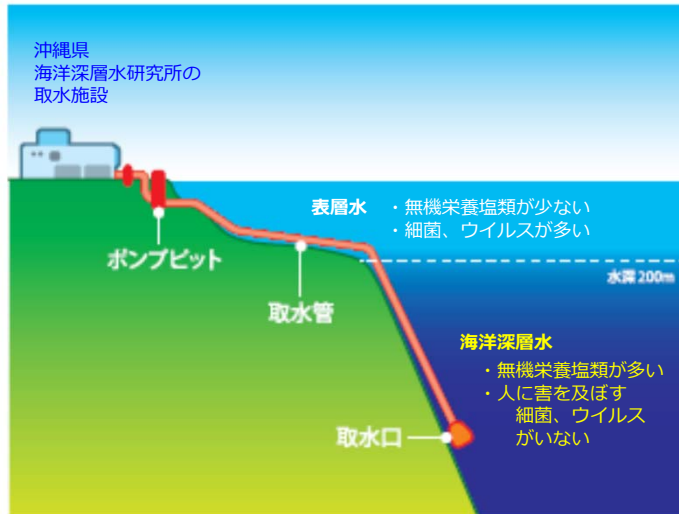 沖縄県
海洋深層水研究所の
取水施設
表層水 ・無機栄養塩類が少ない
・細菌、ウイルスが多い
ポンプピット
水深200m
取水管
海洋深層水
・無機栄養塩類が多い
・人に害を及ぼす
細菌、ウイルス
がいない
取水口